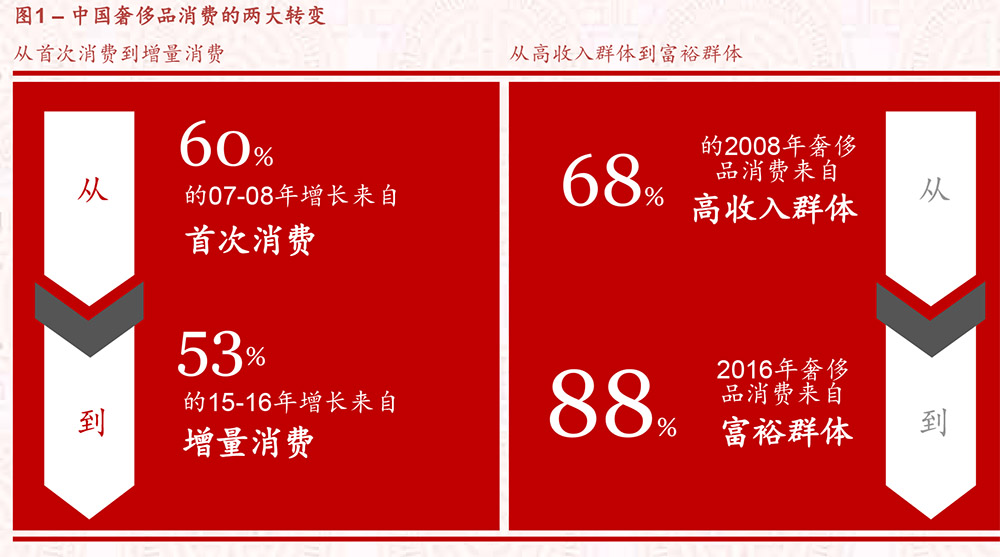 图1 – 中国奢侈品消费的两大转变
从首次消费到增量消费
从
60%
的07-08年增长来自
首次消费
到
53%
的15-16年增长来自
增量消费
从高收入群体到富裕群体
68%
的2008年奢侈
品消费来自
高收入群体
从
88%
2016年奢侈
品消费来自
富裕群体
到